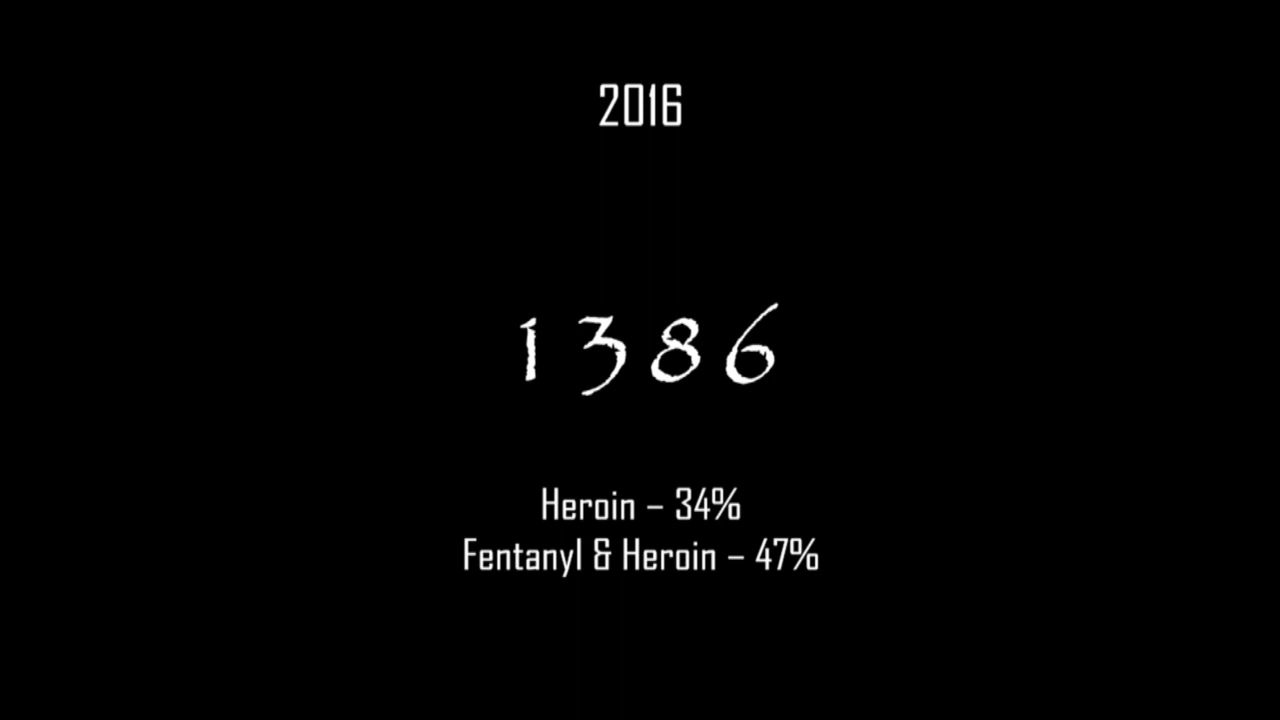 2016
1386
Heroin – 34%
Fentanyl & Heroin – 47%